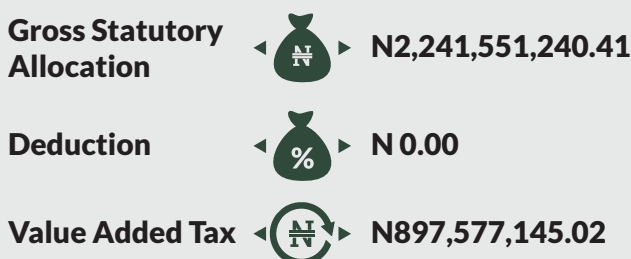 Gross Statutory
Allocation
₦
N2,241,551,240.41
Deduction
%
N 0.00
Value Added Tax
₦
N897,577,145.02